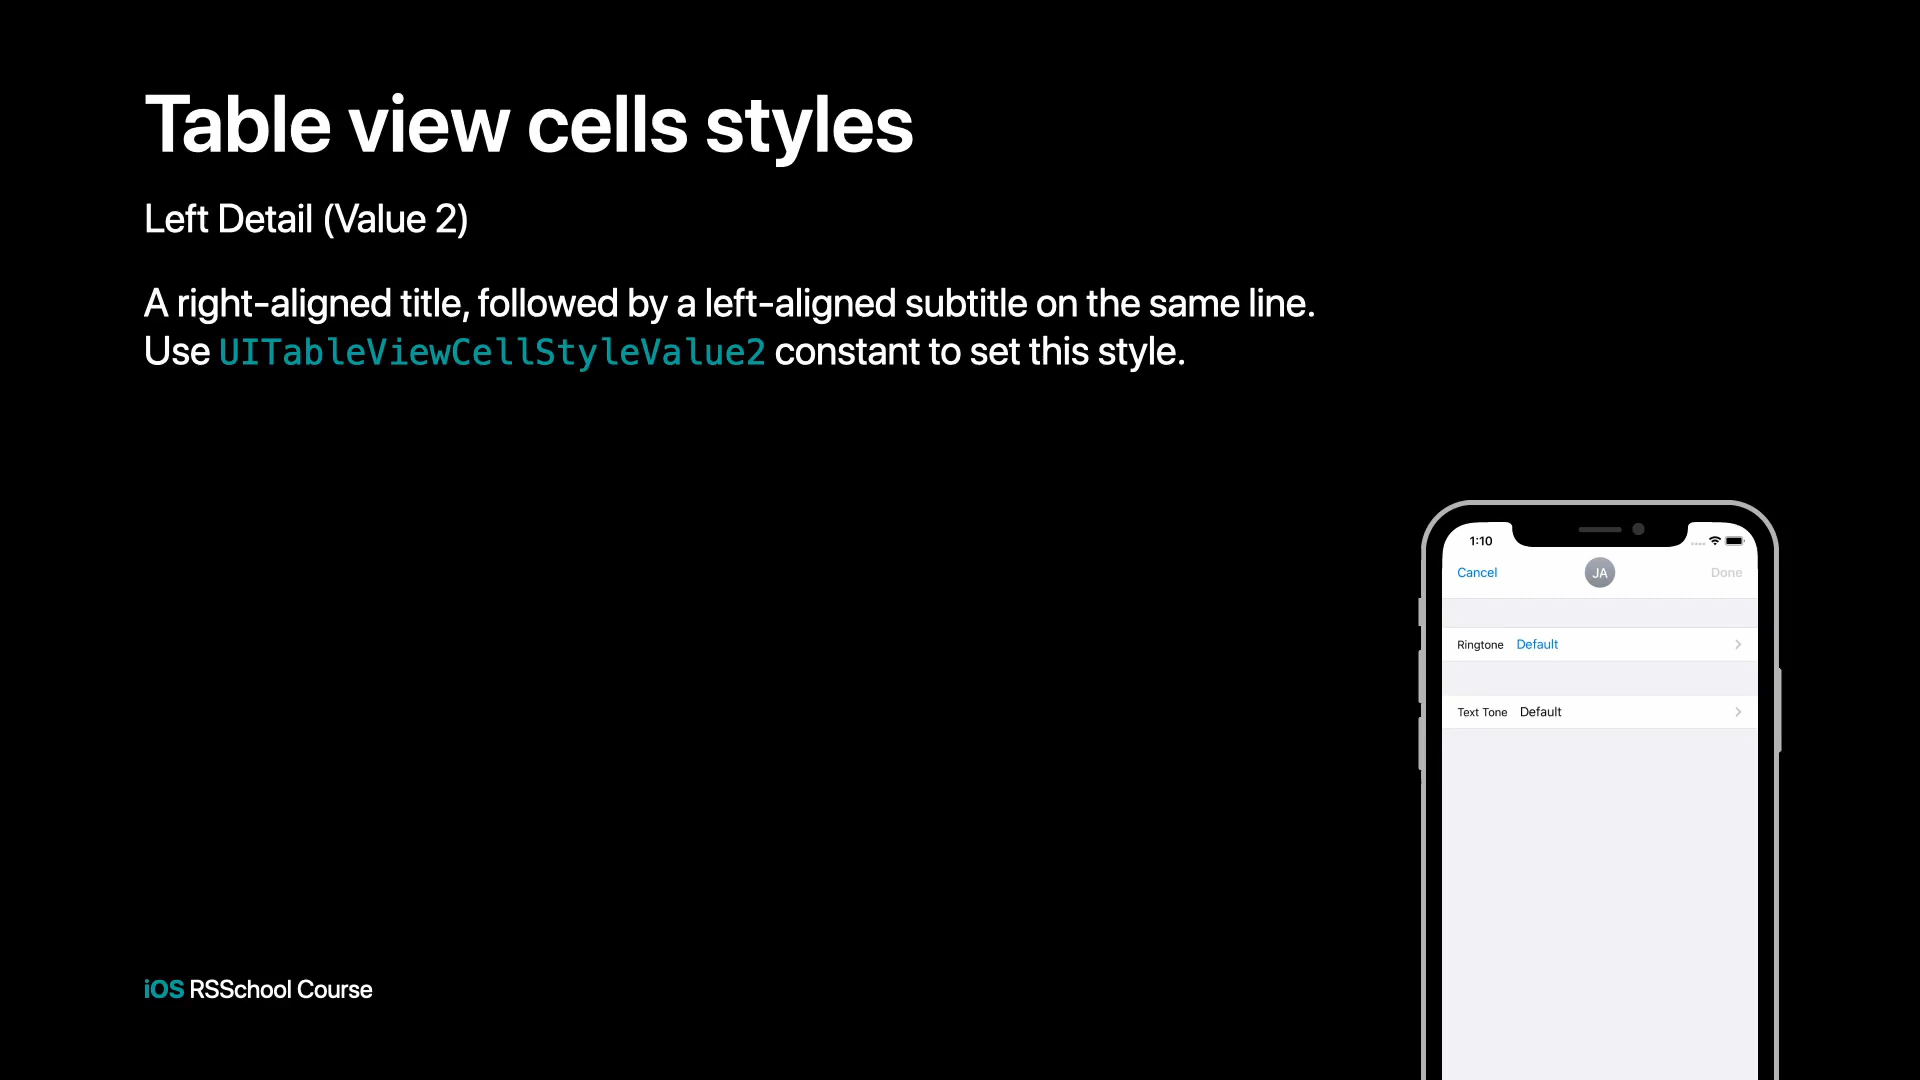 Table view cells styles
Left Detail (Value 2)
A right-aligned title, followed by a left-aligned subtitle on the same line.
Use UITableViewCellStyleValue2 constant to set this style.
1:10
Cancel JA Done
Ringtone Default
Text Tone Default
iOS RSSchool Course